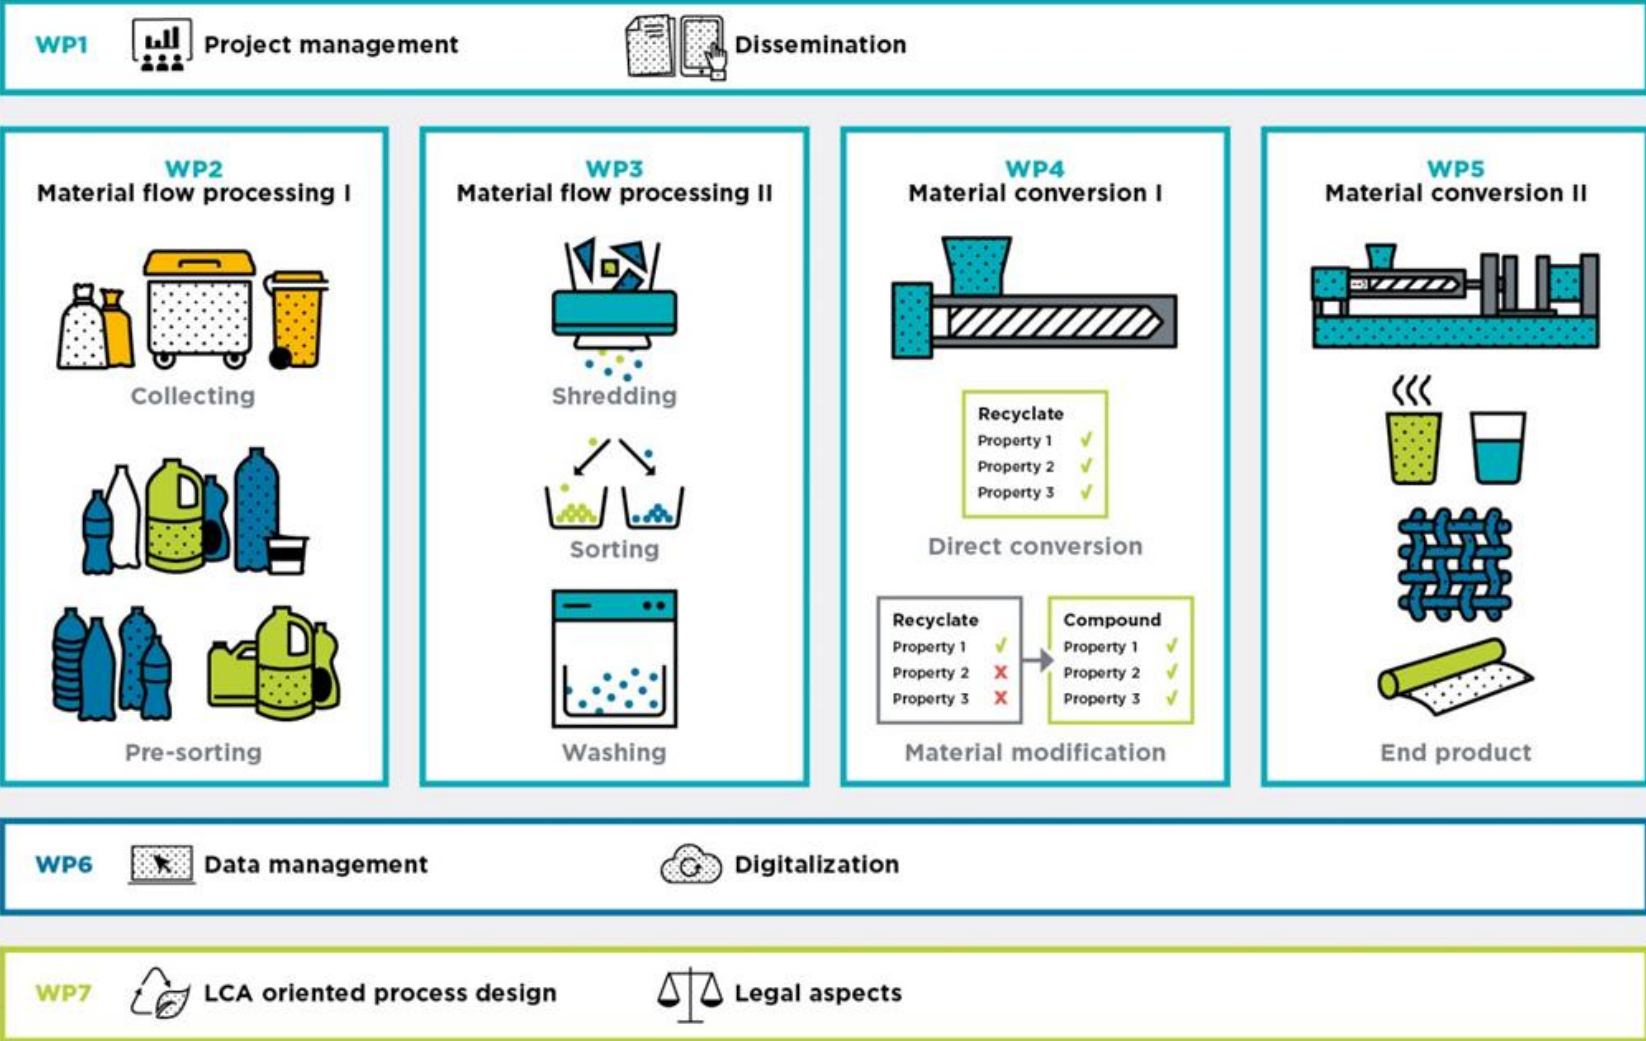 WP1 Project management Dissemination
WP2
Material flow processing I
Collecting
Pre-sorting
WP3
Material flow processing II
Shredding
Sorting
Washing
WP4
Material conversion I
Recyclate
Property 1 √
Property 2 √
Property 3 √
Direct conversion
Recyclate
Property 1 √
Property 2 X
Property 3 X
Compound
Property 1 √
Property 2 √
Property 3 √
Material modification
WP5
Material conversion II
End product
WP6 Data management Digitalization
WP7 LCA oriented process design Legal aspects